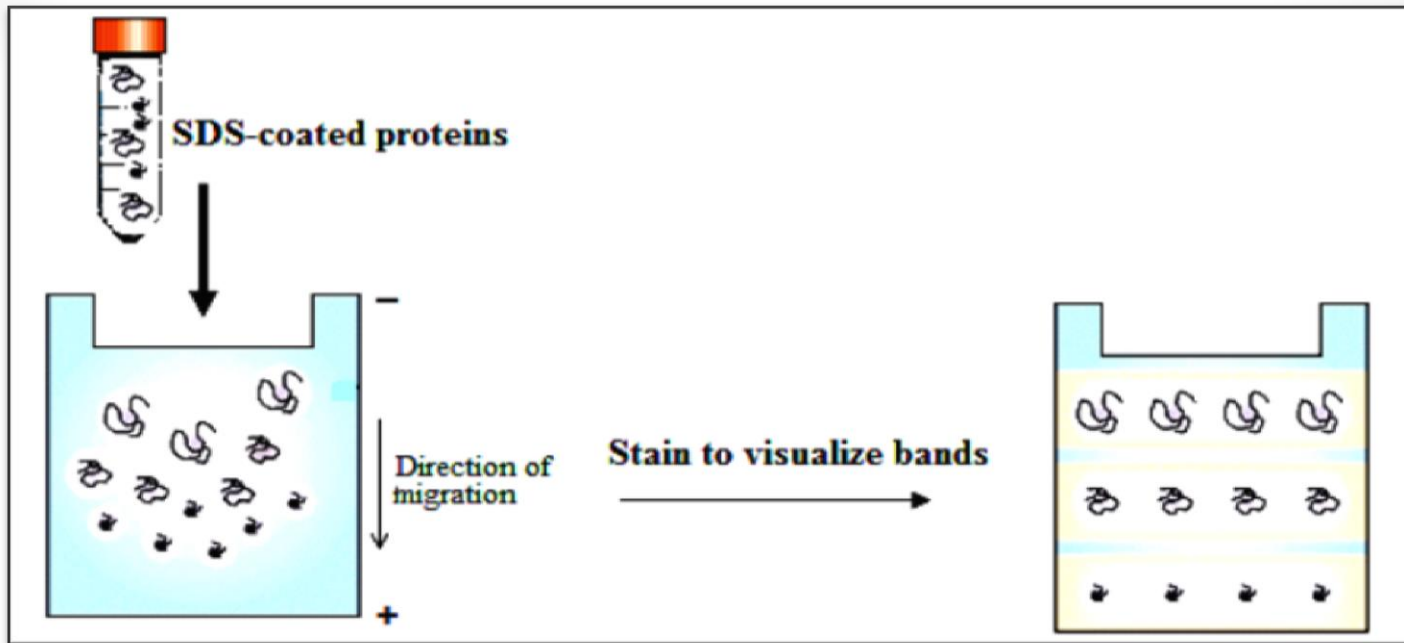 SDS-coated proteins
−
Direction of
migration
+
Stain to visualize bands